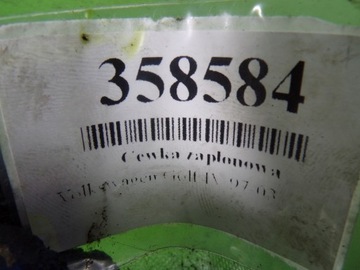 358584
Cewka zapłonowa
Volkswagen Golf IV 97-03